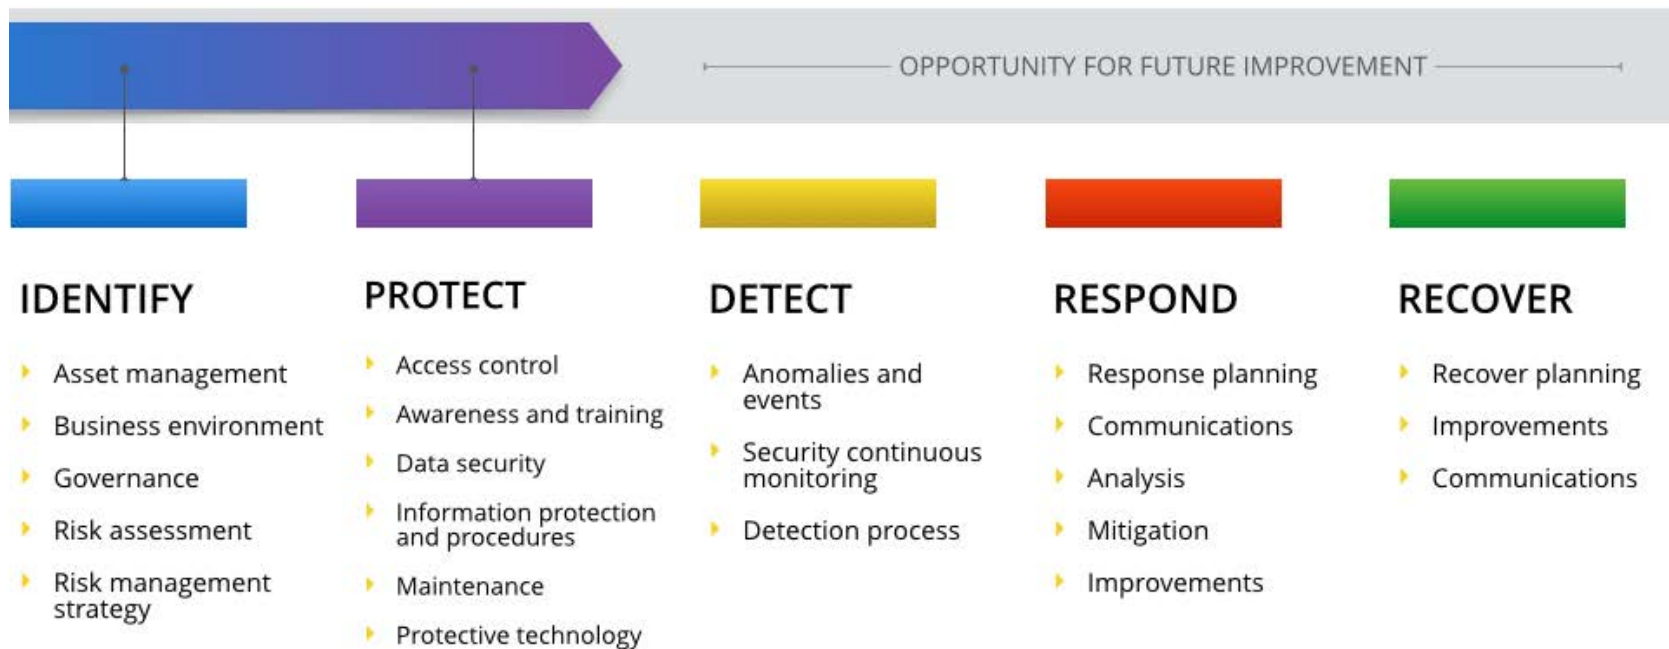 OPPORTUNITY FOR FUTURE IMPROVEMENT
IDENTIFY
Asset management
Business environment
Governance
Risk assessment
Risk management
strategy
PROTECT
Access control
Awareness and training
Data security
Information protection
and procedures
Maintenance
Protective technology
DETECT
Anomalies and
events
Security continuous
monitoring
Detection process
RESPOND
Response planning
Communications
Analysis
Mitigation
Improvements
RECOVER
Recover planning
Improvements
Communications